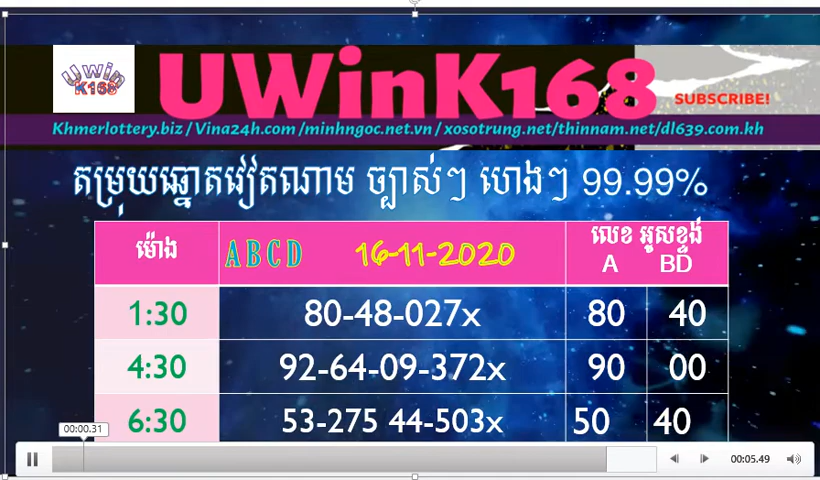 UWin
K168
UWinK168
SUBSCRIBE!
Khmerlottery.biz / Vina24h.com /minhngoc.net.vn / xosotrung.net/thinnam.net/dl639.com.kh
តម្រុយឆ្នោតវៀតណាម ច្បាស់ៗ ហេងៗ 99.99%
ម៉ោង ABCD 16-11-2020 លេខ អូសខ្ទង់
A BD
1:30 80-48-027x 80 40
4:30 92-64-09-372x 90 00
6:30 53-275 44-503x 50 40
00:00.31
00:05.49